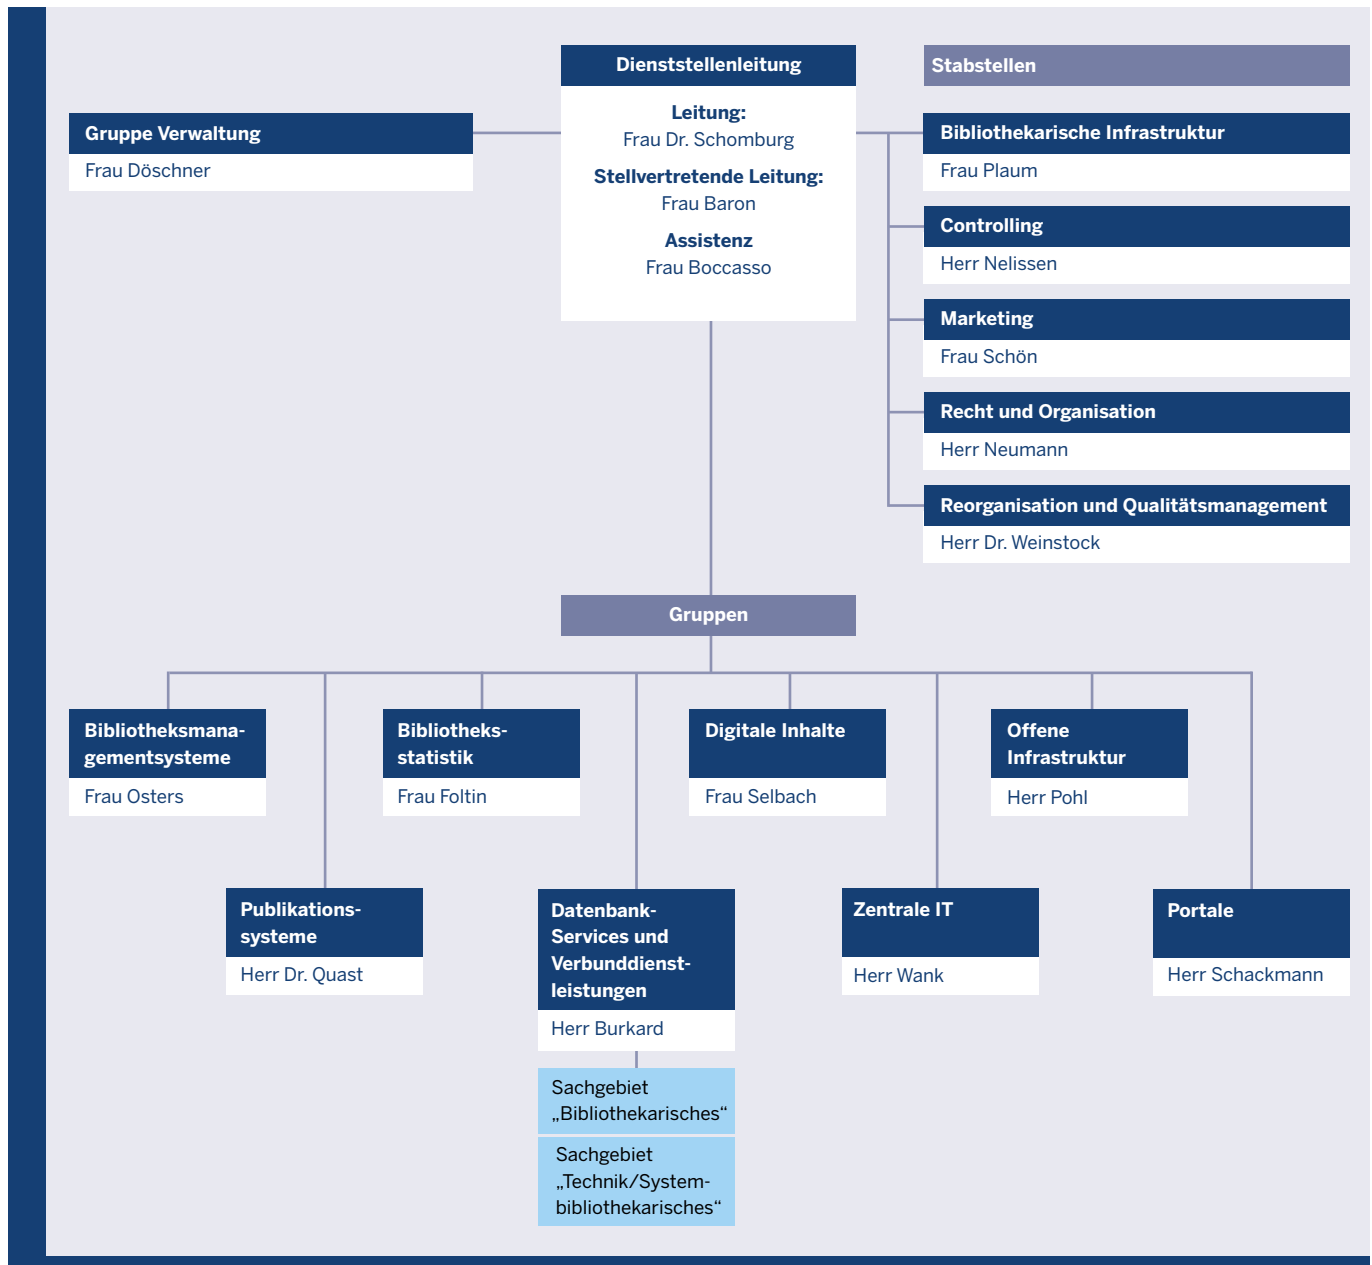 Dienststellenleitung
Leitung:
Frau Dr. Schomburg
Stellvertretende Leitung:
Frau Baron
Assistenz
Frau Boccasso
Gruppe Verwaltung
Frau Döschner
Stabstellen
Bibliothekarische Infrastruktur
Frau Plaum
Controlling
Herr Nelissen
Marketing
Frau Schön
Recht und Organisation
Herr Neumann
Reorganisation und Qualitätsmanagement
Herr Dr. Weinstock
Gruppen
Bibliotheksmana-
gementsysteme
Frau Osters
Bibliotheks-
statistik
Frau Foltin
Digitale Inhalte
Frau Selbach
Offene
Infrastruktur
Herr Pohl
Publikations-
systeme
Herr Dr. Quast
Datenbank-
Services und
Verbunddienst-
leistungen
Herr Burkard
Sachgebiet
„Bibliothekarisches“
Sachgebiet
„Technik/System-
bibliothekarisches“
Zentrale IT
Herr Wank
Portale
Herr Schackmann